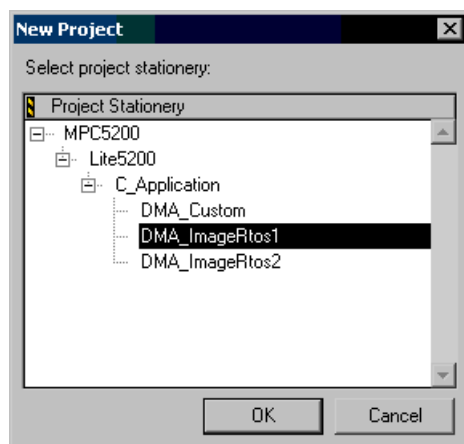 New Project
Select project stationery:
Project Stationery
MPC5200
Lite5200
C_Application
DMA_Custom
DMA_ImageRtos1
DMA_ImageRtos2
OK Cancel